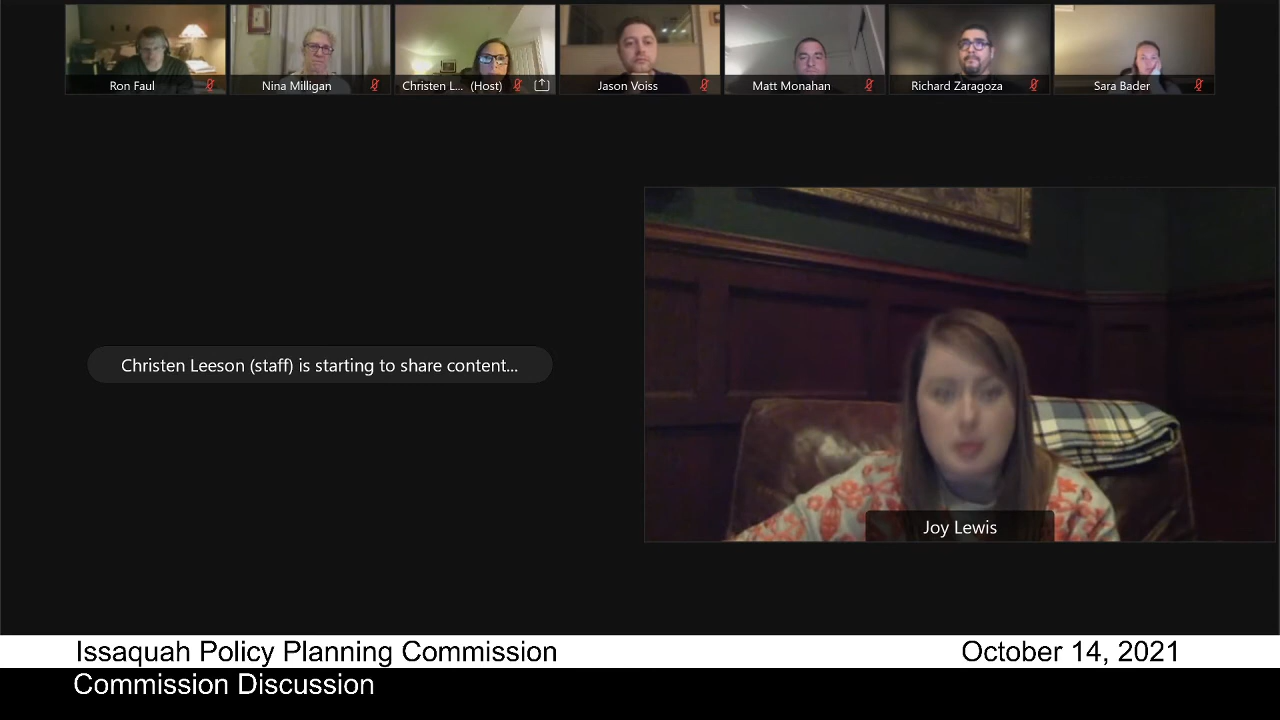 Ron Faul
Nina Milligan
Christen L... (Host)
Jason Voiss
Matt Monahan
Richard Zaragoza
Sara Bader
Christen Leeson (staff) is starting to share content...
Joy Lewis
Issaquah Policy Planning Commission
October 14, 2021
Commission Discussion